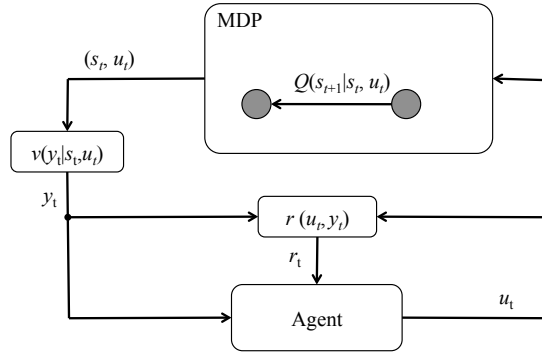 MDP
(s_t, u_t)
Q(s_{t+1}|s_t, u_t)
v(y_t|s_t,u_t)
y_t
r (u_t,y_t)
r_t
Agent
u_t